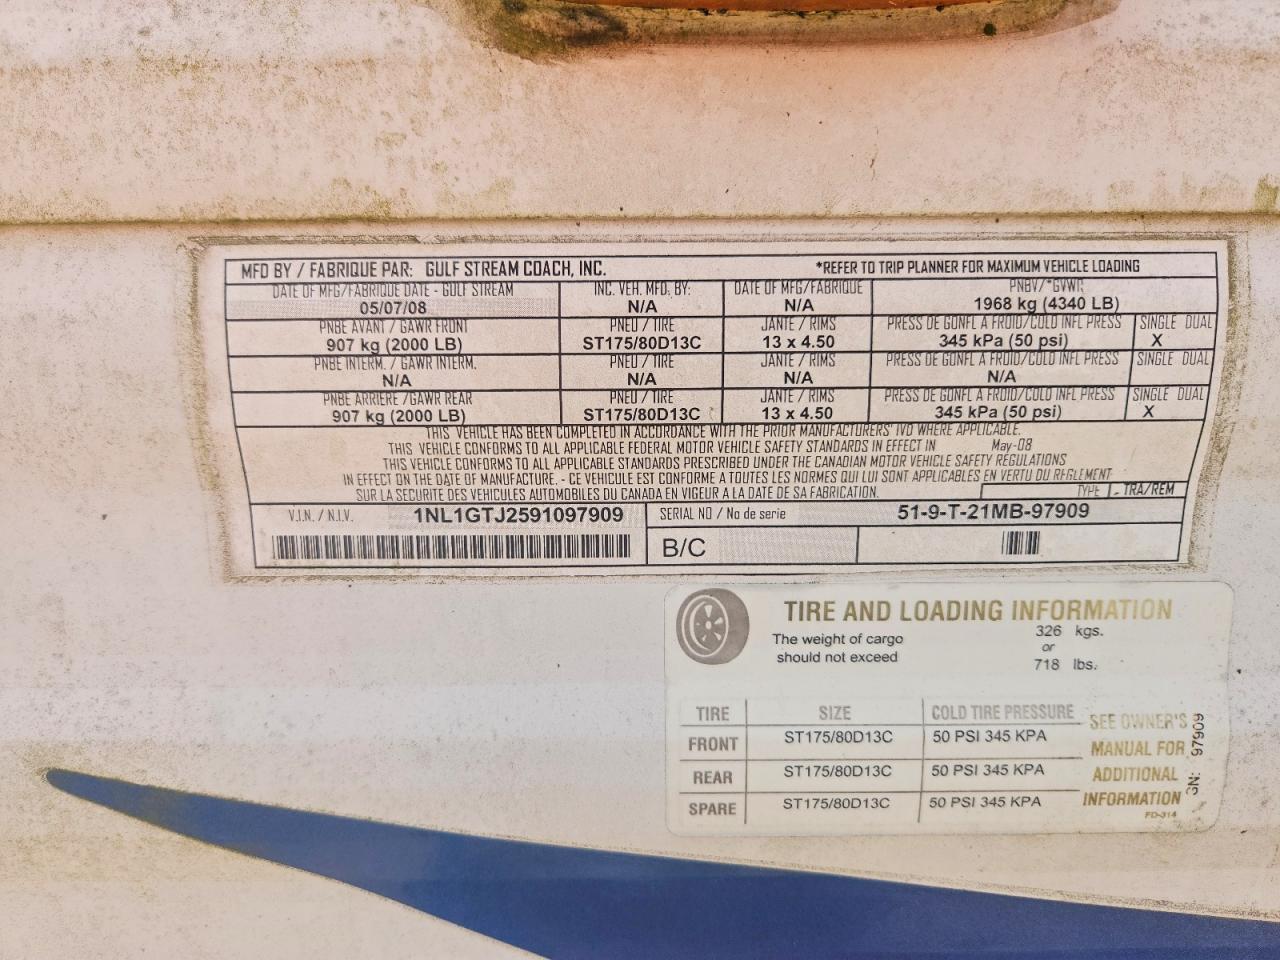 MFD BY / FABRIQUE PAR: GULF STREAM COACH, INC. *REFER TO TRIP PLANNER FOR MAXIMUM VEHICLE LOADING
DATE OF MFG/FABRIQUE DATE - GULF STREAM INC. VEH. MFD. BY: DATE OF MFG/FABRIQUE PNBV/*GVWR
05/07/08 N/A N/A 1968 kg (4340 LB)
PNBE AVANT / GAWR FRONT PNEU / TIRE JANTE / RIMS PRESS DE GONFL A FROID/COLD INFL PRESS SINGLE DUAL
907 kg (2000 LB) ST175/80D13C 13 x 4.50 345 kPa (50 psi) X
PNBE INTERM. / GAWR INTERM. PNEU / TIRE JANTE / RIMS PRESS DE GONFL A FROID/COLD INFL PRESS SINGLE DUAL
N/A N/A N/A N/A
PNBE ARRIERE /GAWR REAR PNEU / TIRE JANTE / RIMS PRESS DE GONFL A FROID/COLD INFL PRESS SINGLE DUAL
907 kg (2000 LB) ST175/80D13C 13 x 4.50 345 kPa (50 psi) X
THIS VEHICLE HAS BEEN COMPLETED IN ACCORDANCE WITH THE PRIOR MANUFACTURERS' IVD WHERE APPLICABLE.
THIS VEHICLE CONFORMS TO ALL APPLICABLE FEDERAL MOTOR VEHICLE SAFETY STANDARDS IN EFFECT IN May-08
THIS VEHICLE CONFORMS TO ALL APPLICABLE STANDARDS PRESCRIBED UNDER THE CANADIAN MOTOR VEHICLE SAFETY REGULATIONS
IN EFFECT ON THE DATE OF MANUFACTURE. - CE VEHICULE EST CONFORME A TOUTES LES NORMES QUI LUI SONT APPLICABLES EN VERTU DU REGLEMENT
SUR LA SECURITE DES VEHICULES AUTOMOBILES DU CANADA EN VIGEUR A LA DATE DE SA FABRICATION. TYPE - TRA/REM
V.I.N. / N.I.V. 1NL1GTJ2591097909 SERIAL NO / No de serie 51-9-T-21MB-97909
B/C
TIRE AND LOADING INFORMATION
The weight of cargo 326 kgs.
or
should not exceed 718 lbs.
TIRE SIZE COLD TIRE PRESSURE
FRONT ST175/80D13C 50 PSI 345 KPA
REAR ST175/80D13C 50 PSI 345 KPA
SPARE ST175/80D13C 50 PSI 345 KPA
SEE OWNER'S
MANUAL FOR
ADDITIONAL
INFORMATION
FD-314
SN: 97909